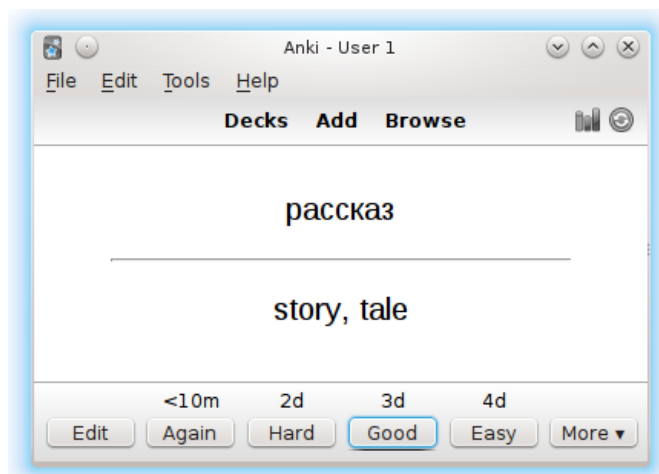 Anki - User 1
File Edit Tools Help
Decks Add Browse
рассказ
story, tale
<10m 2d 3d 4d
Edit Again Hard Good Easy More ▾